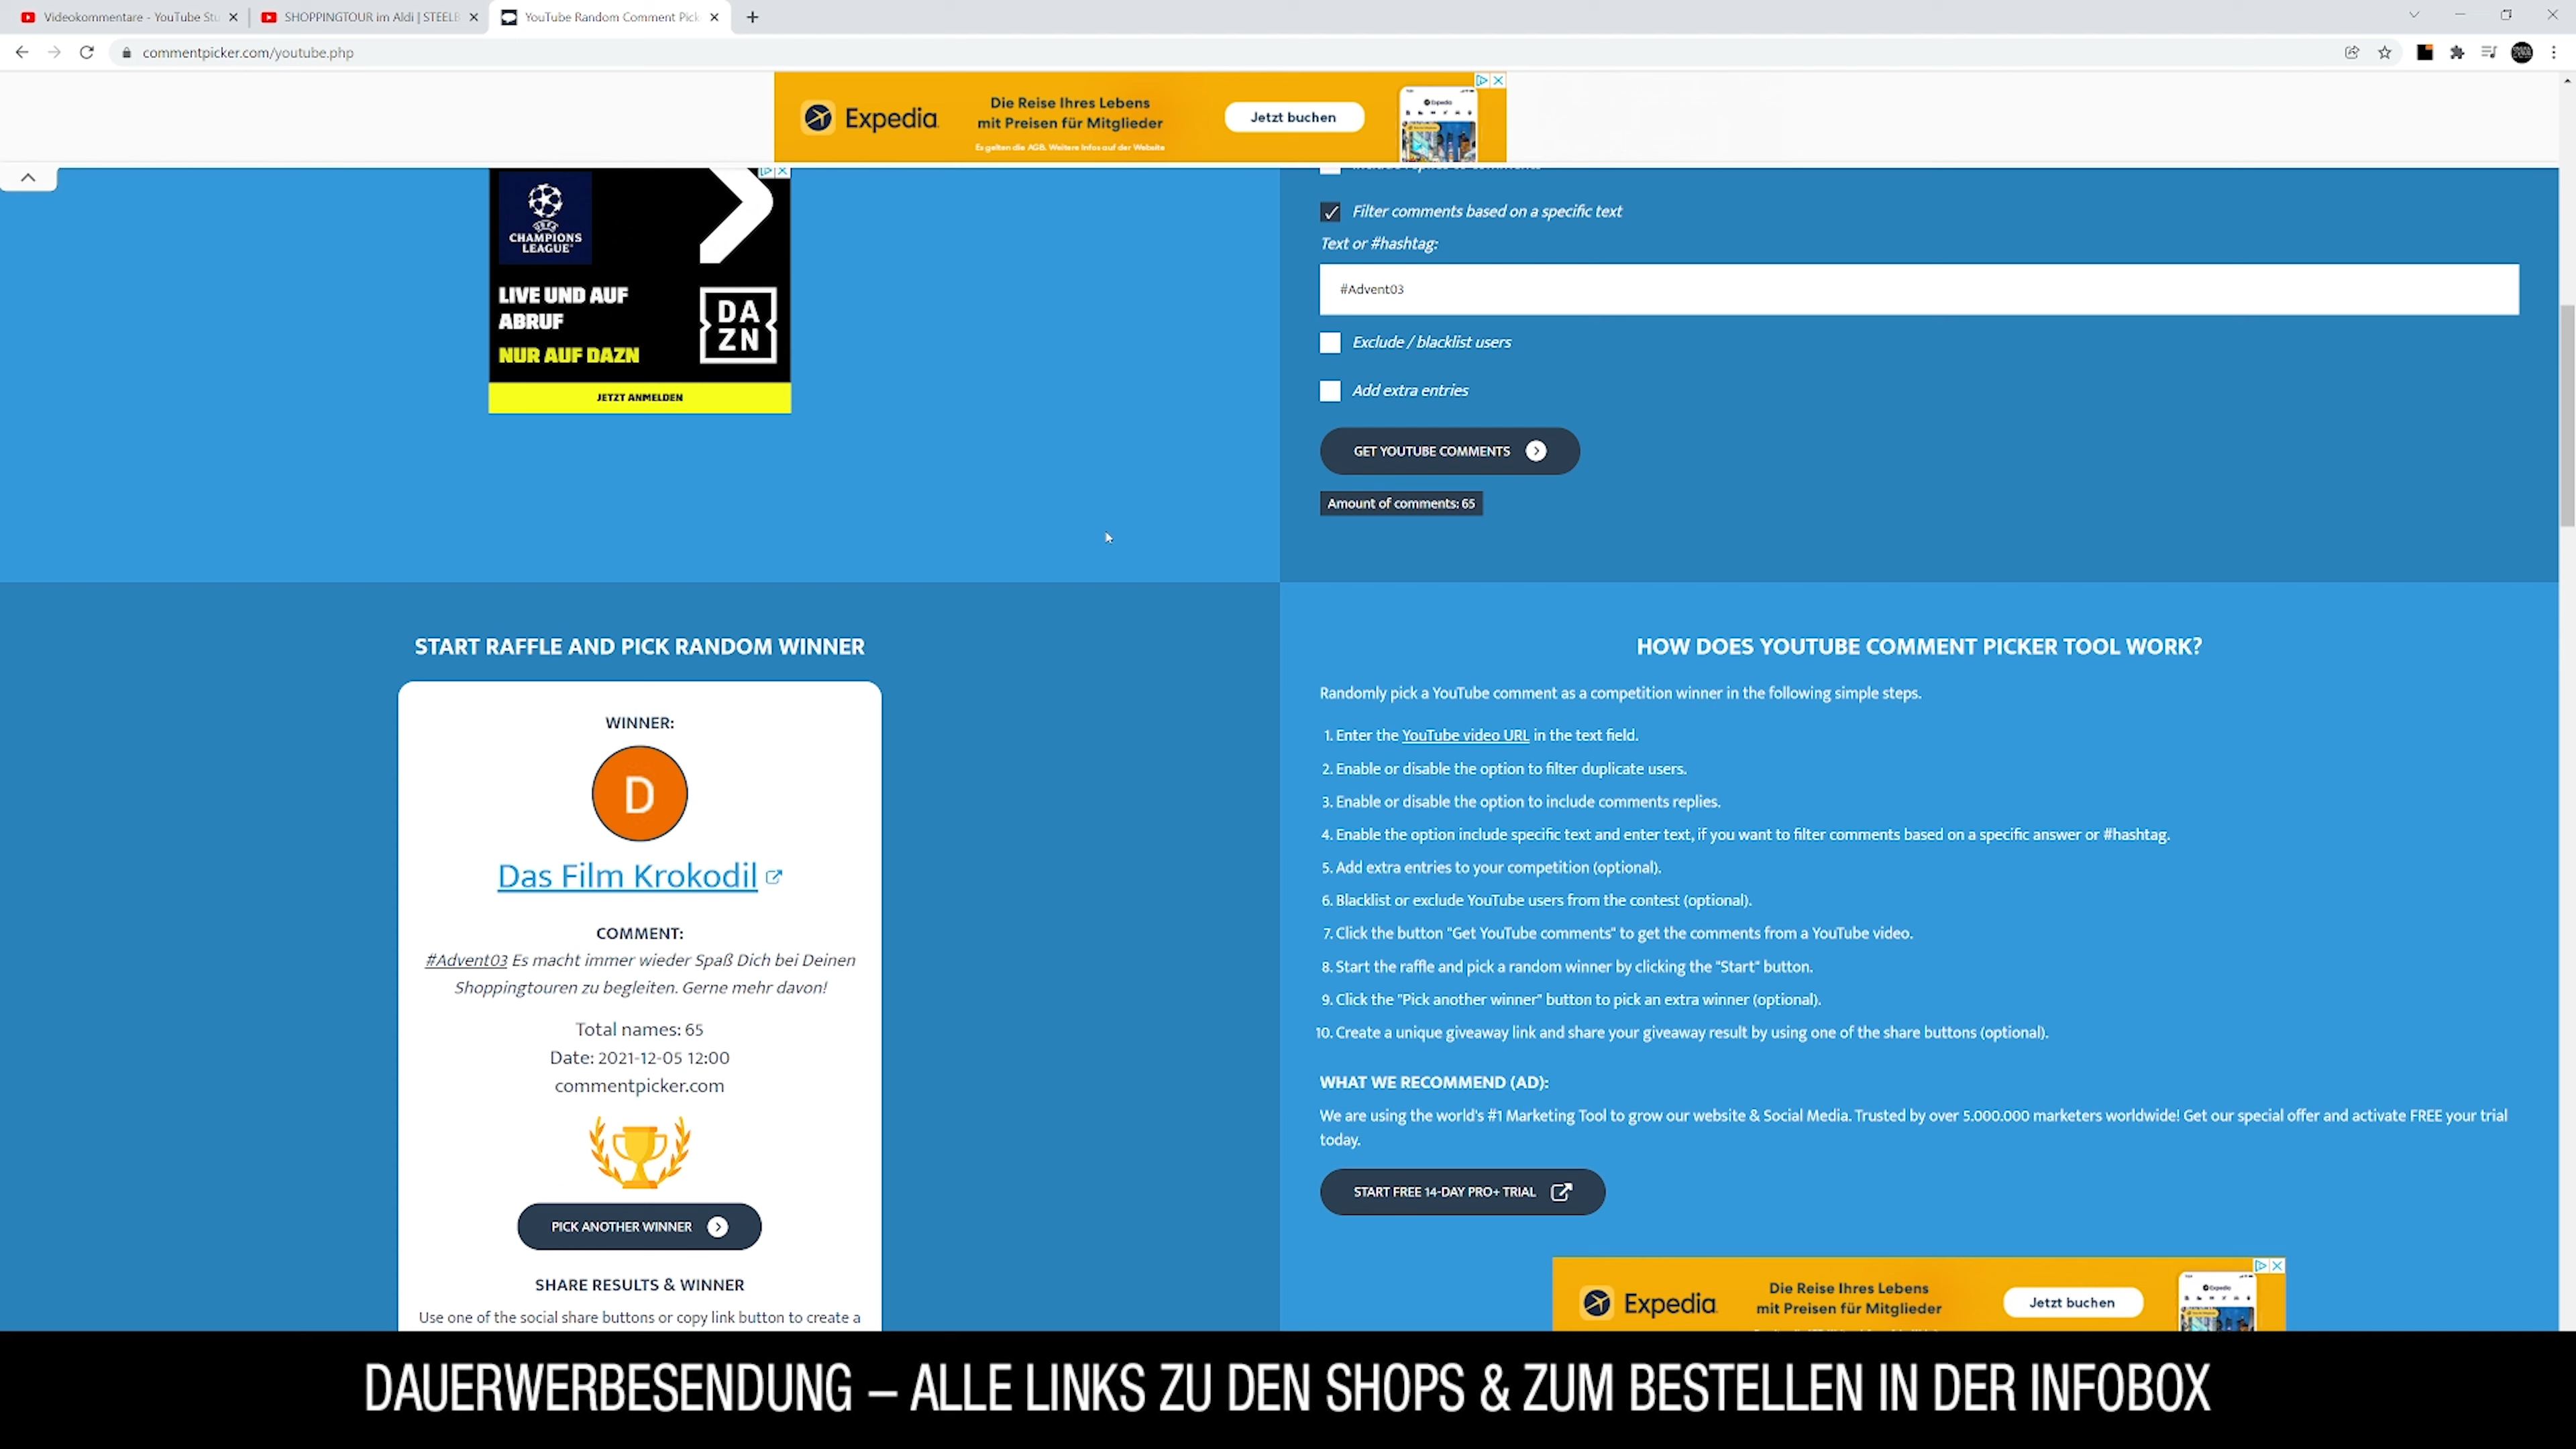 Videokommentare - YouTube Stu
SHOPPINGTOUR im Aldi | STEELB
YouTube Random Comment Pick
commentpicker.com/youtube.php
Expedia
Die Reise Ihres Lebens
mit Preisen für Mitglieder
Es gelten die AGB. Weitere Infos auf der Website
Jetzt buchen
Expedia
UEFA
CHAMPIONS
LEAGUE
LIVE UND AUF
ABRUF
NUR AUF DAZN
DA
ZN
JETZT ANMELDEN
Filter comments based on a specific text
Text or #hashtag:
#Advent03
Exclude / blacklist users
Add extra entries
GET YOUTUBE COMMENTS
Amount of comments: 65
START RAFFLE AND PICK RANDOM WINNER
WINNER:
D
Das Film Krokodil
COMMENT:
#Advent03 Es macht immer wieder Spaß Dich bei Deinen
Shoppingtouren zu begleiten. Gerne mehr davon!
Total names: 65
Date: 2021-12-05 12:00
commentpicker.com
PICK ANOTHER WINNER
SHARE RESULTS & WINNER
Use one of the social share buttons or copy link button to create a
HOW DOES YOUTUBE COMMENT PICKER TOOL WORK?
Randomly pick a YouTube comment as a competition winner in the following simple steps.
1. Enter the YouTube video URL in the text field.
2. Enable or disable the option to filter duplicate users.
3. Enable or disable the option to include comments replies.
4. Enable the option include specific text and enter text, if you want to filter comments based on a specific answer or #hashtag.
5. Add extra entries to your competition (optional).
6. Blacklist or exclude YouTube users from the contest (optional).
7. Click the button "Get YouTube comments" to get the comments from a YouTube video.
8. Start the raffle and pick a random winner by clicking the "Start" button.
9. Click the "Pick another winner" button to pick an extra winner (optional).
10. Create a unique giveaway link and share your giveaway result by using one of the share buttons (optional).
WHAT WE RECOMMEND (AD):
We are using the world's #1 Marketing Tool to grow our website & Social Media. Trusted by over 5.000.000 marketers worldwide! Get our special offer and activate FREE your trial
today.
START FREE 14-DAY PRO+ TRIAL
Expedia
Die Reise Ihres Lebens
mit Preisen für Mitglieder
Jetzt buchen
Expedia
DAUERWERBESENDUNG – ALLE LINKS ZU DEN SHOPS & ZUM BESTELLEN IN DER INFOBOX